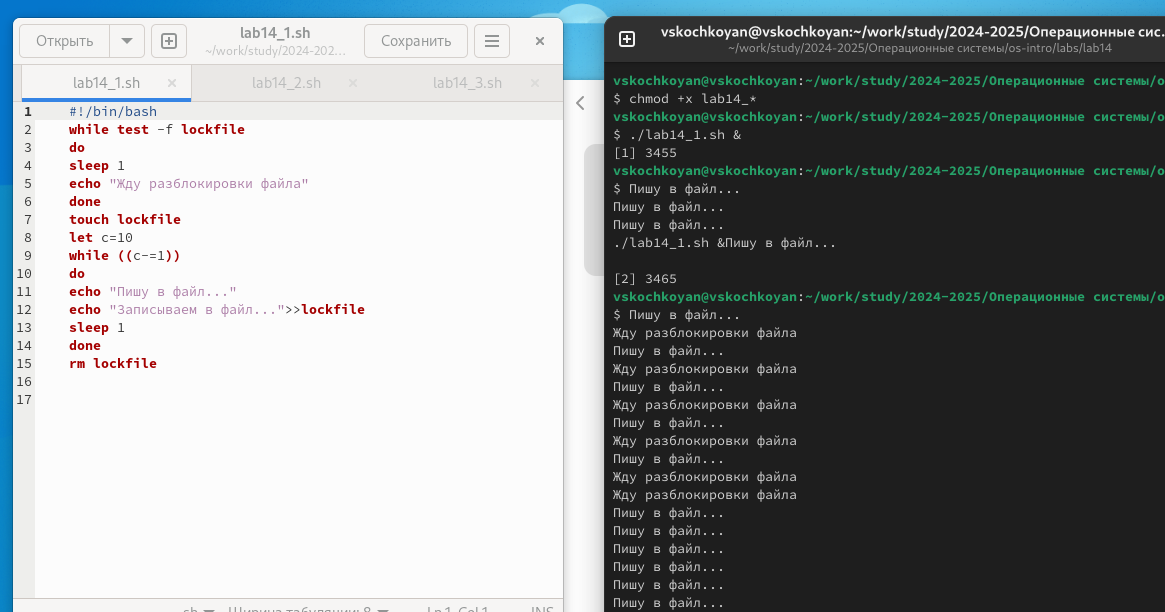 Открыть
lab14_1.sh
~/work/study/2024-202...
Сохранить
lab14_1.sh
lab14_2.sh
lab14_3.sh
1 #!/bin/bash
2 while test -f lockfile
3 do
4 sleep 1
5 echo "Жду разблокировки файла"
6 done
7 touch lockfile
8 let c=10
9 while ((c-=1))
10 do
11 echo "Пишу в файл..."
12 echo "Записываем в файл...">>lockfile
13 sleep 1
14 done
15 rm lockfile
16
17
sh
Ширина табуляции: 8
Ln 1, Col 1
INS
vskochkoyan@vskochkoyan:~/work/study/2024-2025/Операционные сис...
~/work/study/2024-2025/Операционные системы/os-intro/labs/lab14
vskochkoyan@vskochkoyan:~/work/study/2024-2025/Операционные системы/o
$ chmod +x lab14_*
vskochkoyan@vskochkoyan:~/work/study/2024-2025/Операционные системы/o
$ ./lab14_1.sh &
[1] 3455
vskochkoyan@vskochkoyan:~/work/study/2024-2025/Операционные системы/o
$ Пишу в файл...
Пишу в файл...
Пишу в файл...
./lab14_1.sh &Пишу в файл...
[2] 3465
vskochkoyan@vskochkoyan:~/work/study/2024-2025/Операционные системы/o
$ Пишу в файл...
Жду разблокировки файла
Пишу в файл...
Жду разблокировки файла
Пишу в файл...
Жду разблокировки файла
Пишу в файл...
Жду разблокировки файла
Пишу в файл...
Жду разблокировки файла
Жду разблокировки файла
Пишу в файл...
Пишу в файл...
Пишу в файл...
Пишу в файл...
Пишу в файл...
Пишу в файл...